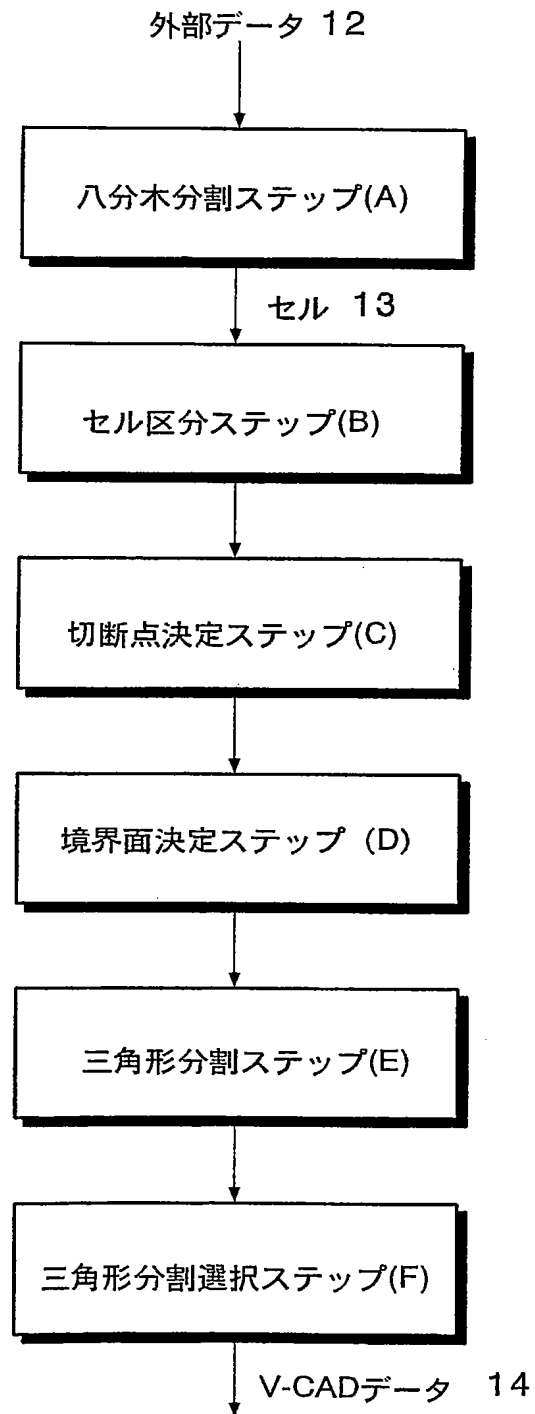 外部データ 12
八分木分割ステップ(A)
セル 13
セル区分ステップ(B)
切断点決定ステップ(C)
境界面決定ステップ (D)
三角形分割ステップ(E)
三角形分割選択ステップ(F)
V-CADデータ 14